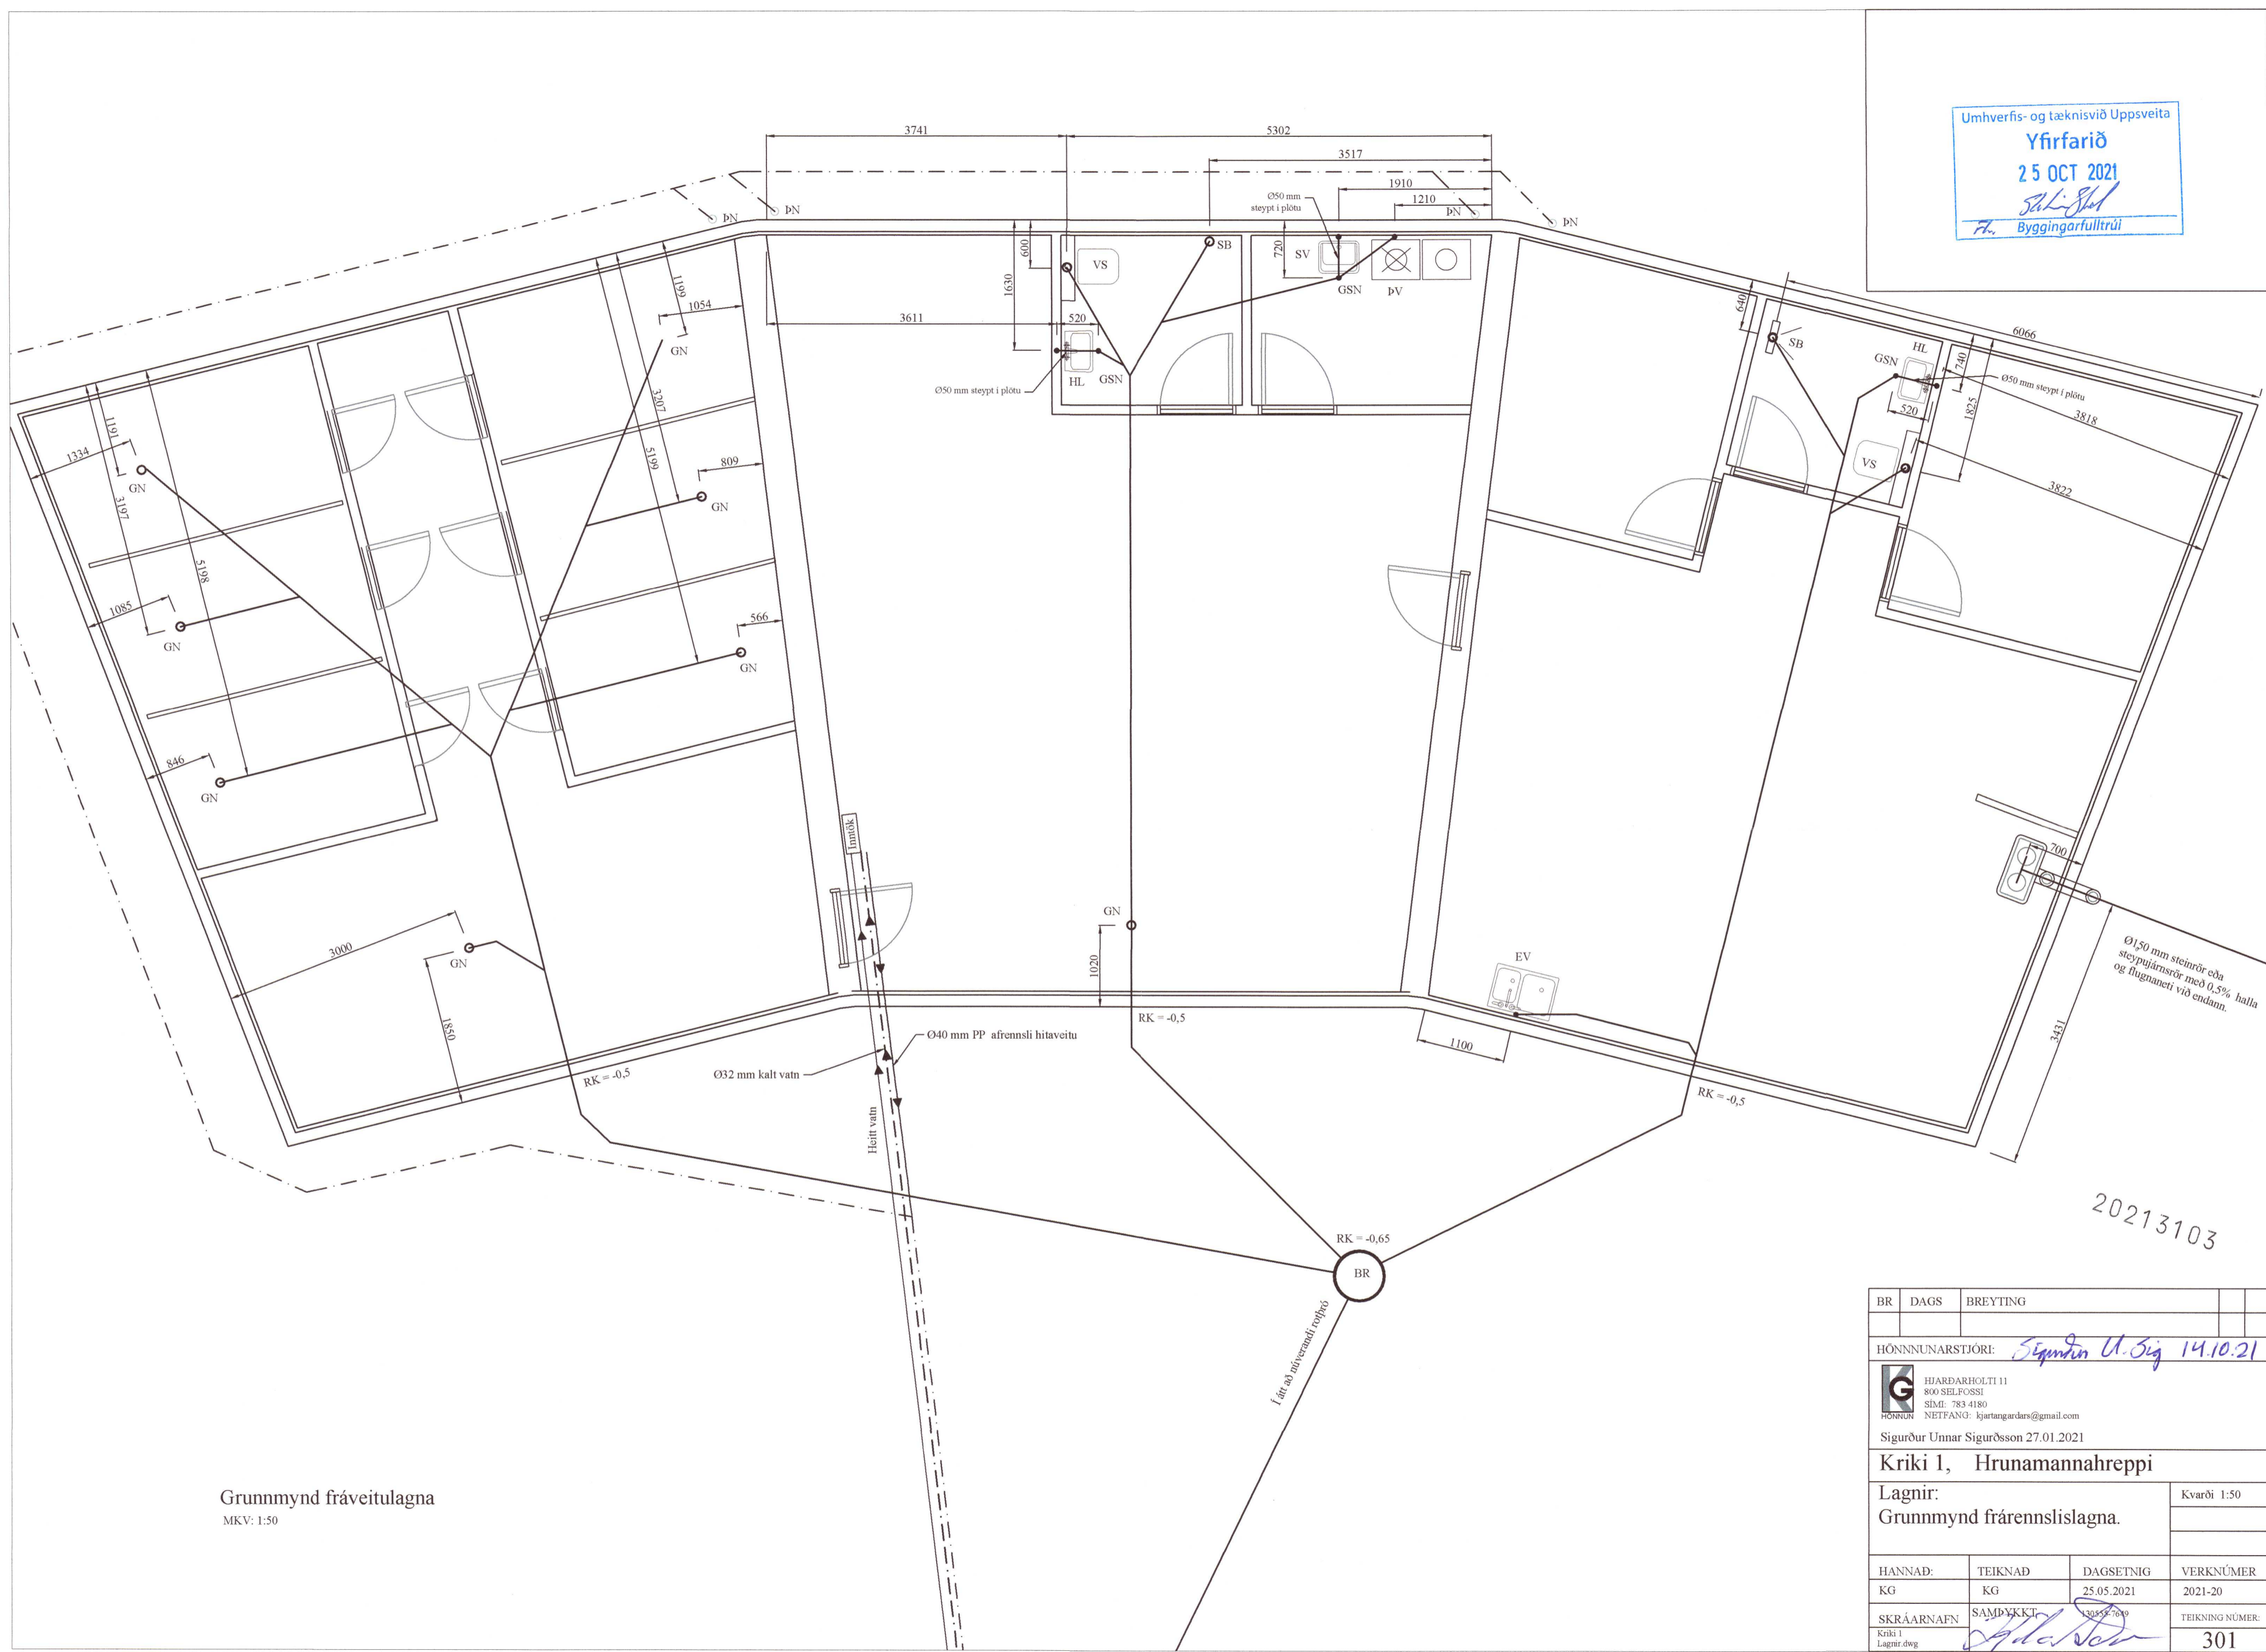 Umhverfis- og tæknisvið Uppsveita
Yfirfarið
25 OCT 2021
Byggingarfulltrúi
3741
5302
3517
1910
1210
Ø50 mm
steypt í plötu
ÞN
ÞN
ÞN
ÞN
600
1630
720
VS
SB
SV
GSN
ÞV
3611
520
HL
GSN
Ø50 mm steypt í plötu
1199
1054
GN
3207
5199
809
GN
566
GN
1191
1334
GN
3197
5198
1085
GN
846
GN
3000
GN
1850
640
SB
6066
HL
GSN
740
Ø50 mm steypt í plötu
520
1825
3818
VS
3822
700
Ø150 mm steinrör eða
steypujárnsrör með 0,5% halla
og flugnaneti við endann.
3431
Inntök
GN
1020
EV
1100
RK = -0,5
RK = -0,5
RK = -0,5
Ø40 mm PP afrennsli hitaveitu
Ø32 mm kalt vatn
Heitt vatn
RK = -0,65
BR
Í átt að núverandi rotþró
20213103
Grunnmynd fráveitulagna
MKV: 1:50
BR DAGS BREYTING
HÖNNNUNARSTJÓRI: Sigurður U. Sig 14.10.21
KG
HÖNNUN
HJARÐARHOLTI 11
800 SELFOSSI
SÍMI: 783 4180
NETFANG: kjartangardars@gmail.com
Sigurður Unnar Sigurðsson 27.01.2021
Kriki 1, Hrunamannahreppi
Lagnir:
Grunnmynd frárennslislagna.
Kvarði 1:50
HANNAÐ: TEIKNAÐ DAGSETNIG VERKNÚMER
KG KG 25.05.2021 2021-20
SKRÁARNAFN SAMÞYKKT TEIKNING NÚMER:
Kriki 1
Lagnir.dwg
301